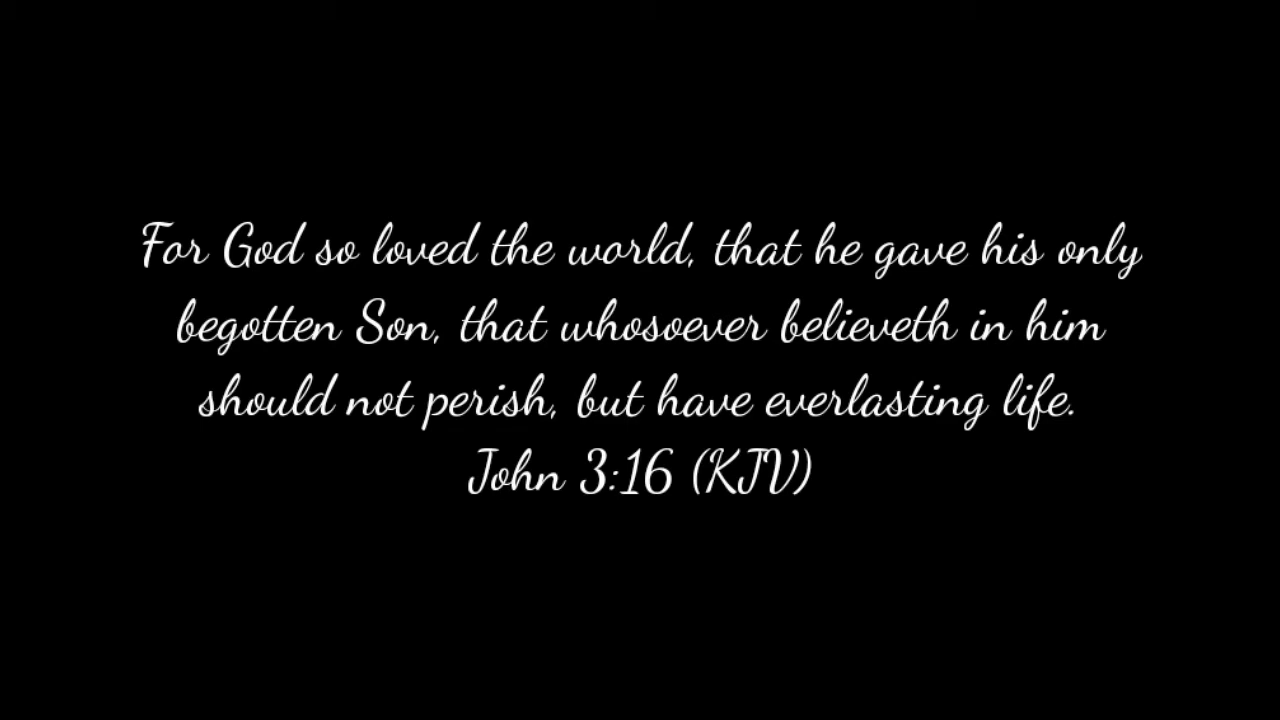 For God so loved the world, that he gave his only
begotten Son, that whosoever believeth in him
should not perish, but have everlasting life.
John 3:16 (KJV)